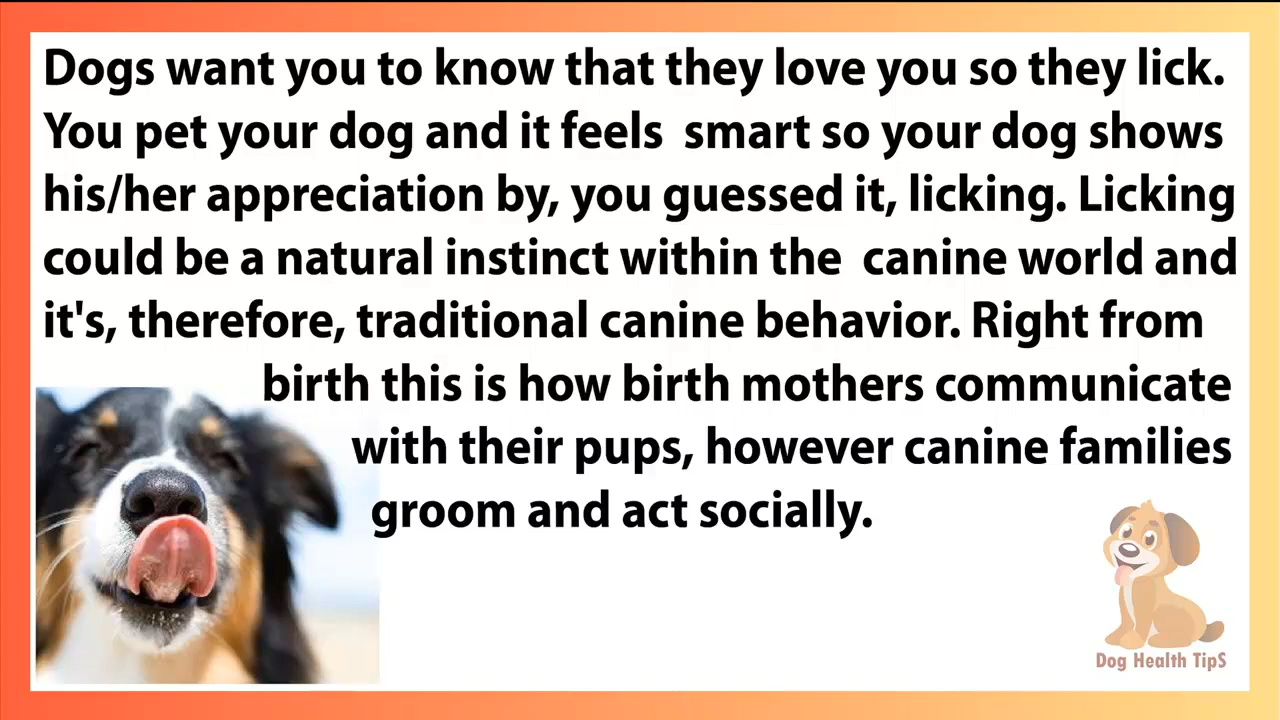 Dogs want you to know that they love you so they lick.
You pet your dog and it feels  smart so your dog shows
his/her appreciation by, you guessed it, licking. Licking
could be a natural instinct within the  canine world and
it's, therefore, traditional canine behavior. Right from
birth this is how birth mothers communicate
with their pups, however canine families
groom and act socially.
Dog Health TipS